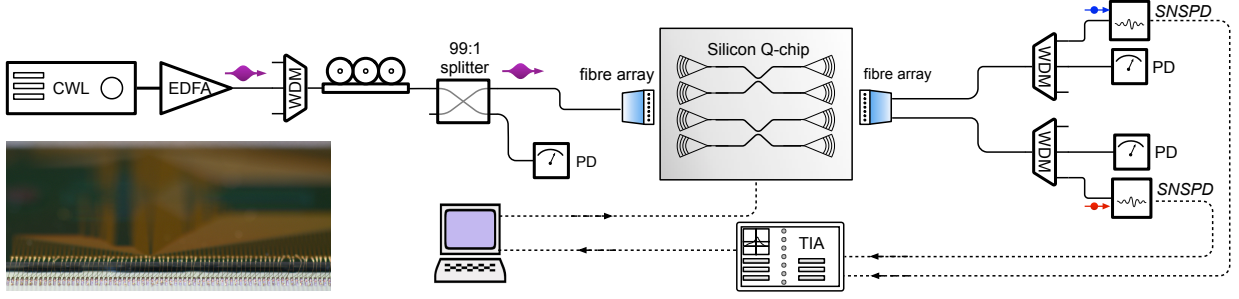 CWL
EDFA
WDM
99:1
splitter
PD
fibre array
Silicon Q-chip
fibre array
WDM
SNSPD
PD
WDM
PD
SNSPD
TIA